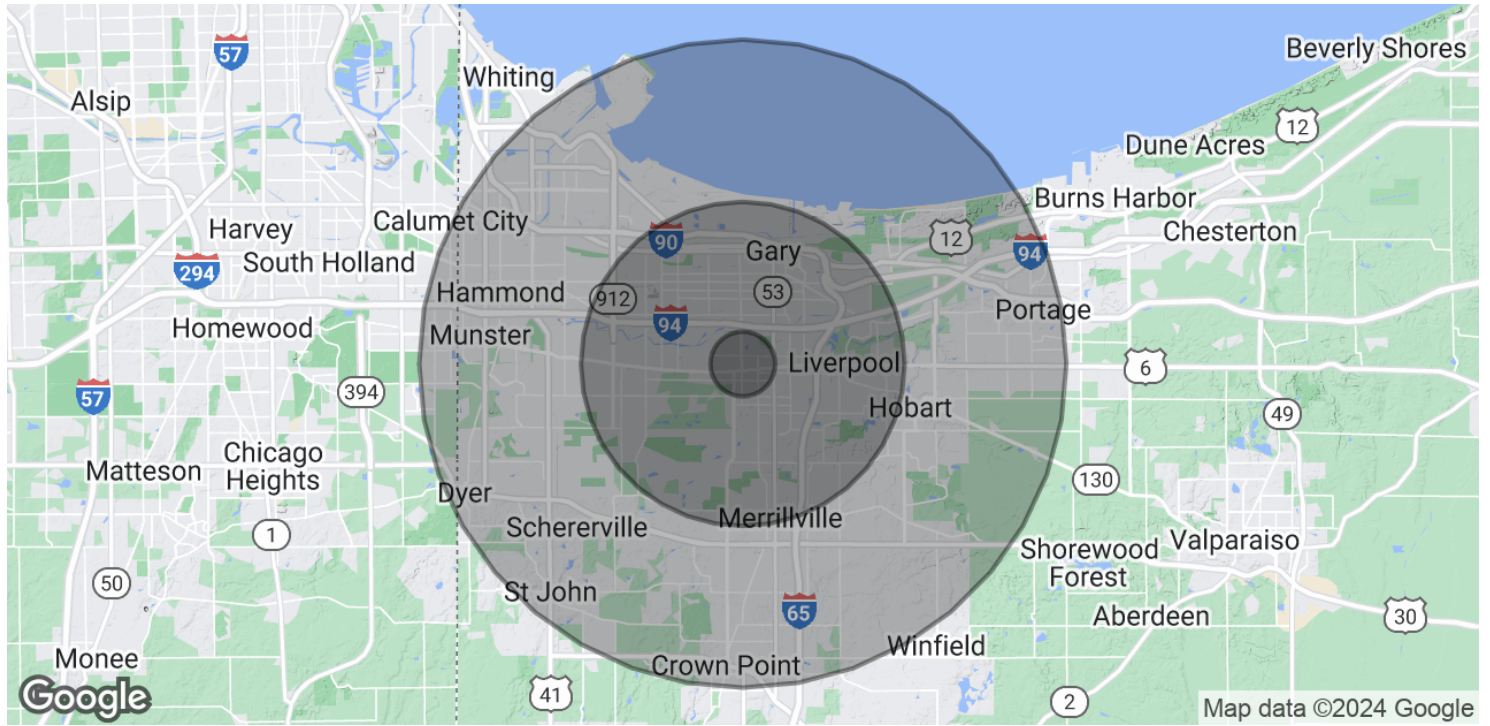 57
Beverly Shores
Whiting
Alsip
12
Dune Acres
Burns Harbor
Calumet City
Harvey
90
12
Chesterton
Gary
94
South Holland
294
Hammond
912
53
Portage
94
Homewood
Munster
Liverpool
6
394
57
Hobart
49
Chicago
Heights
Matteson
130
Dyer
Merrillville
Schererville
1
Valparaiso
Shorewood
Forest
50
St John
65
Aberdeen
30
Winfield
Monee
Crown Point
41
2
Google
Map data ©2024 Google